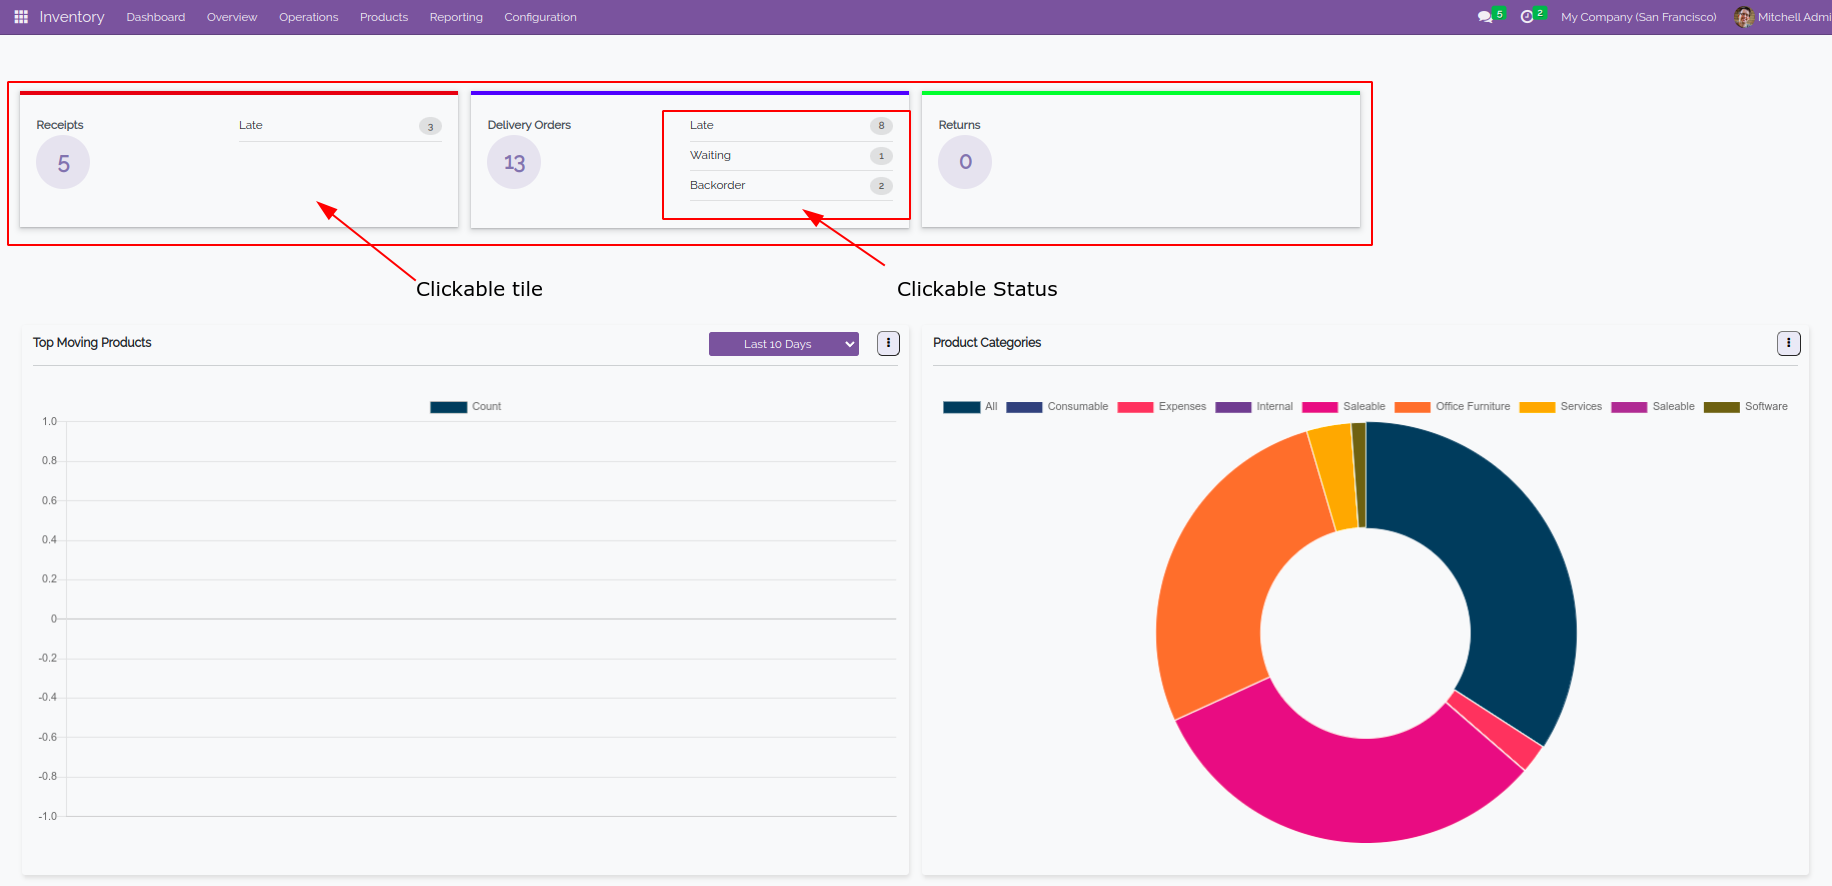 Inventory Dashboard Overview Operations Products Reporting Configuration 5 2 My Company (San Francisco) Mitchell Admi
Receipts
5
Late 3
Delivery Orders
13
Late 8
Waiting 1
Backorder 2
Returns
0
Clickable tile
Clickable Status
Top Moving Products Last 10 Days
Count
1.0
0.8
0.6
0.4
0.2
0
-0.2
-0.4
-0.6
-0.8
-1.0
Product Categories
All Consumable Expenses Internal Saleable Office Furniture Services Saleable Software